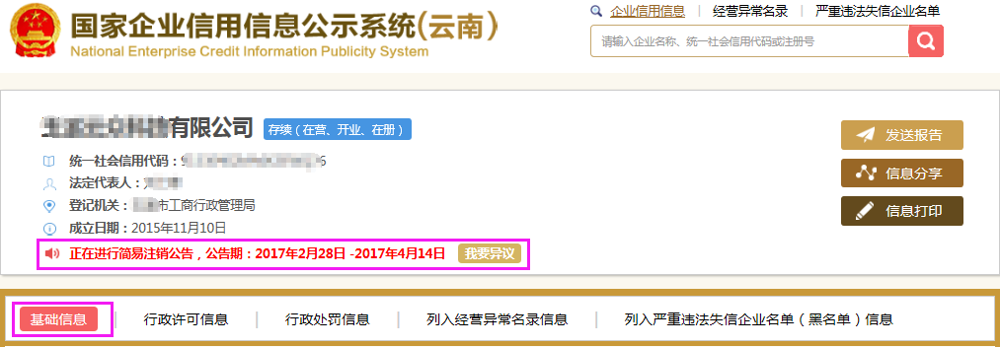 国家企业信用信息公示系统(云南)
National Enterprise Credit Information Publicity System
企业信用信息 | 经营异常名录 | 严重违法失信企业名单
请输入企业名称、统一社会信用代码或注册号
有限公司 存续（在营、开业、在册）
统一社会信用代码：9 6
法定代表人：
登记机关： 市工商行政管理局
成立日期：2015年11月10日
正在进行简易注销公告，公告期：2017年2月28日 -2017年4月14日 我要异议
发送报告
信息分享
信息打印
基础信息 | 行政许可信息 | 行政处罚信息 | 列入经营异常名录信息 | 列入严重违法失信企业名单（黑名单）信息